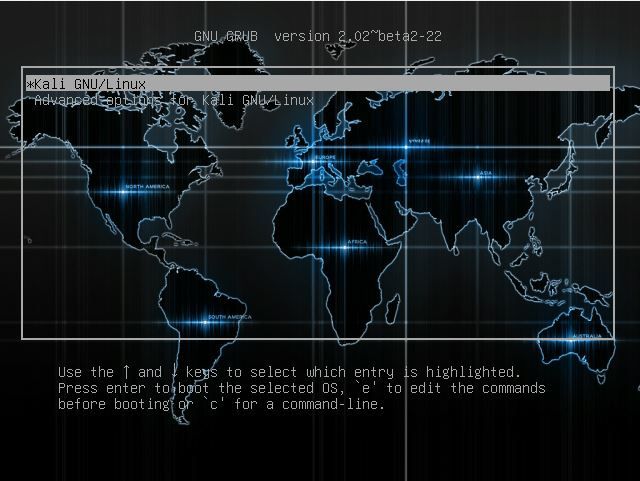 GNU GRUB  version 2.02~beta2-22
*Kali GNU/Linux
Advanced options for Kali GNU/Linux
EUROPE
ASIA
NORTH AMERICA
AFRICA
SOUTH AMERICA
AUSTRALIA
Use the ↑ and ↓ keys to select which entry is highlighted.
Press enter to boot the selected OS, `e' to edit the commands
before booting or `c' for a command-line.